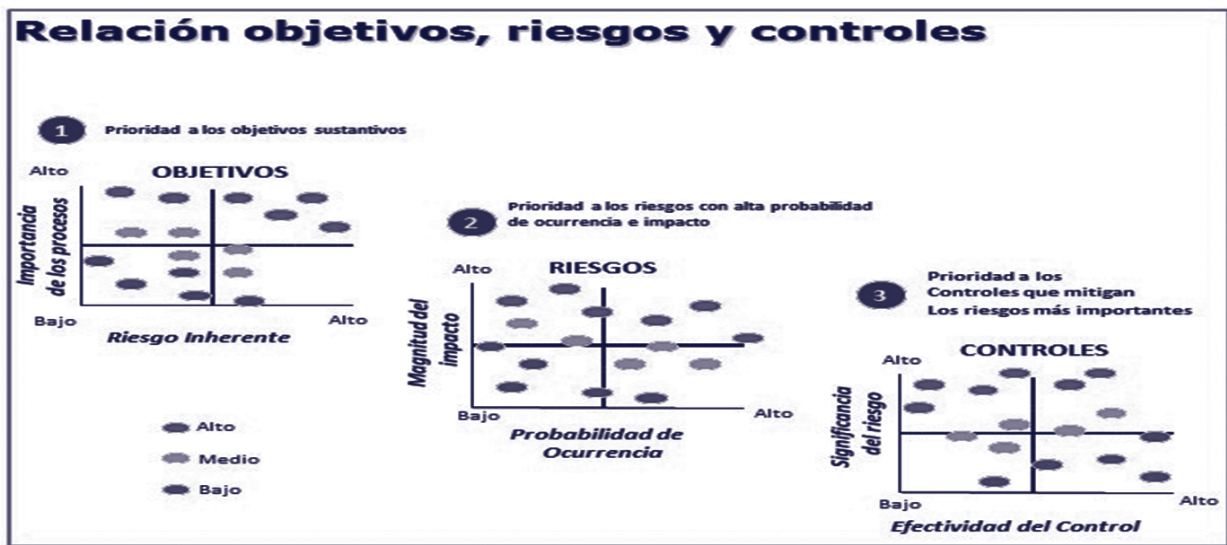 Relación objetivos, riesgos y controles
1 Prioridad a los objetivos sustantivos
OBJETIVOS
Alto
Importancia
de los procesos
Bajo
Alto
Riesgo Inherente
2 Prioridad a los riesgos con alta probabilidad
de ocurrencia e impacto
RIESGOS
Alto
Magnitud del
impacto
Bajo
Alto
Probabilidad de
Ocurrencia
3 Prioridad a los
Controles que mitigan
Los riesgos más importantes
CONTROLES
Alto
Significancia
del riesgo
Bajo
Alto
Efectividad del Control
Alto
Medio
Bajo